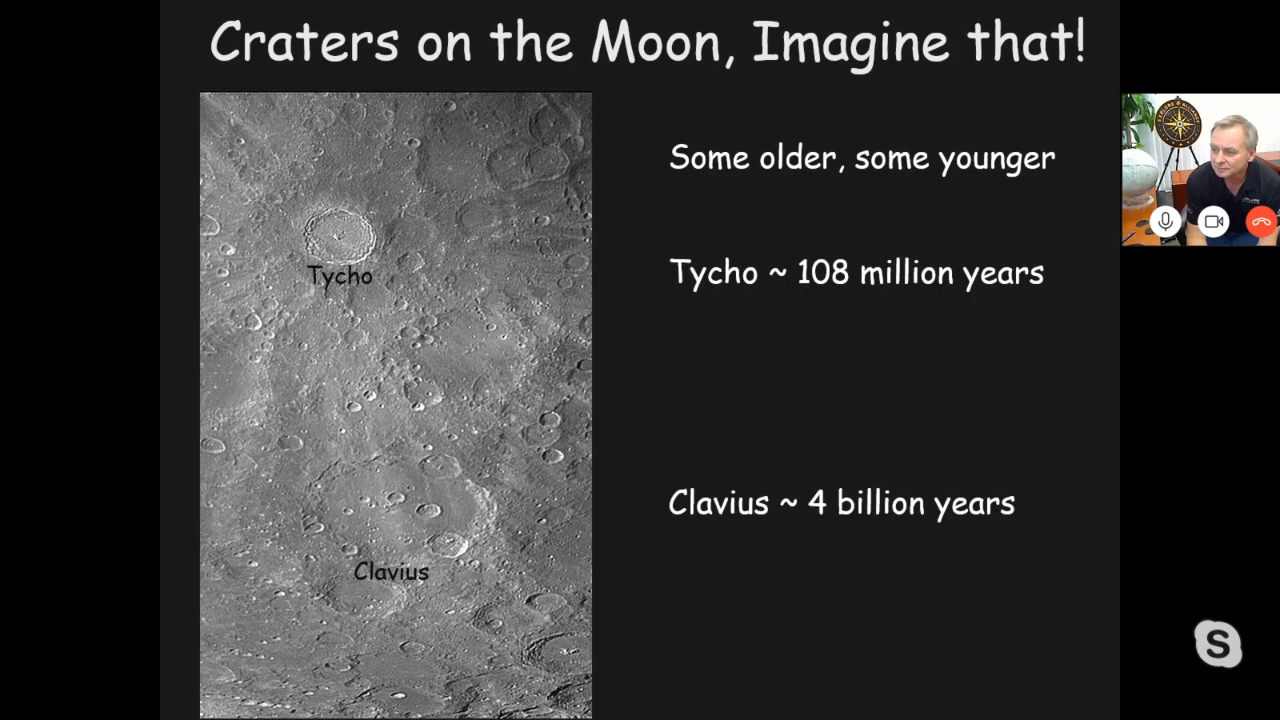 Craters on the Moon, Imagine that!
Some older, some younger
Tycho
Tycho ~ 108 million years
Clavius ~ 4 billion years
Clavius
S